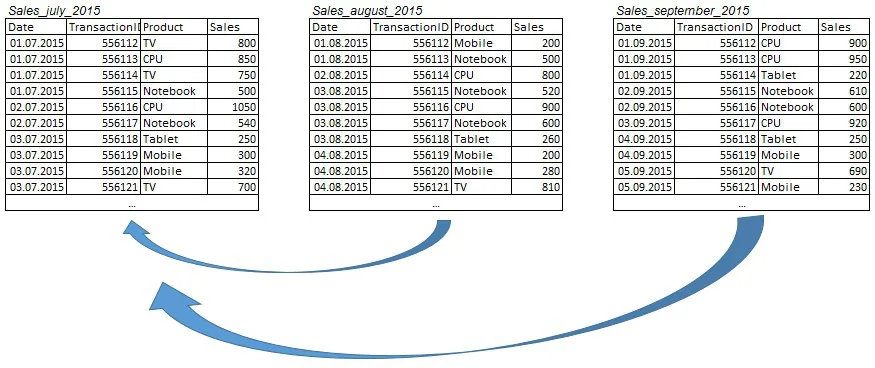 Sales_july_2015
Date TransactionID Product Sales
01.07.2015 556112 TV 800
01.07.2015 556113 CPU 850
01.07.2015 556114 TV 750
01.07.2015 556115 Notebook 500
02.07.2015 556116 CPU 1050
02.07.2015 556117 Notebook 540
03.07.2015 556118 Tablet 250
03.07.2015 556119 Mobile 300
03.07.2015 556120 Mobile 320
03.07.2015 556121 TV 700
...
Sales_august_2015
Date TransactionID Product Sales
01.08.2015 556112 Mobile 200
01.08.2015 556113 Notebook 500
02.08.2015 556114 CPU 800
03.08.2015 556115 Notebook 520
03.08.2015 556116 CPU 900
03.08.2015 556117 Notebook 600
03.08.2015 556118 Tablet 260
04.08.2015 556119 Mobile 200
04.08.2015 556120 Mobile 280
04.08.2015 556121 TV 810
...
Sales_september_2015
Date TransactionID Product Sales
01.09.2015 556112 CPU 900
01.09.2015 556113 CPU 950
01.09.2015 556114 Tablet 220
02.09.2015 556115 Notebook 610
02.09.2015 556116 Notebook 600
03.09.2015 556117 CPU 920
04.09.2015 556118 Tablet 250
04.09.2015 556119 Mobile 300
05.09.2015 556120 TV 690
05.09.2015 556121 Mobile 230
...